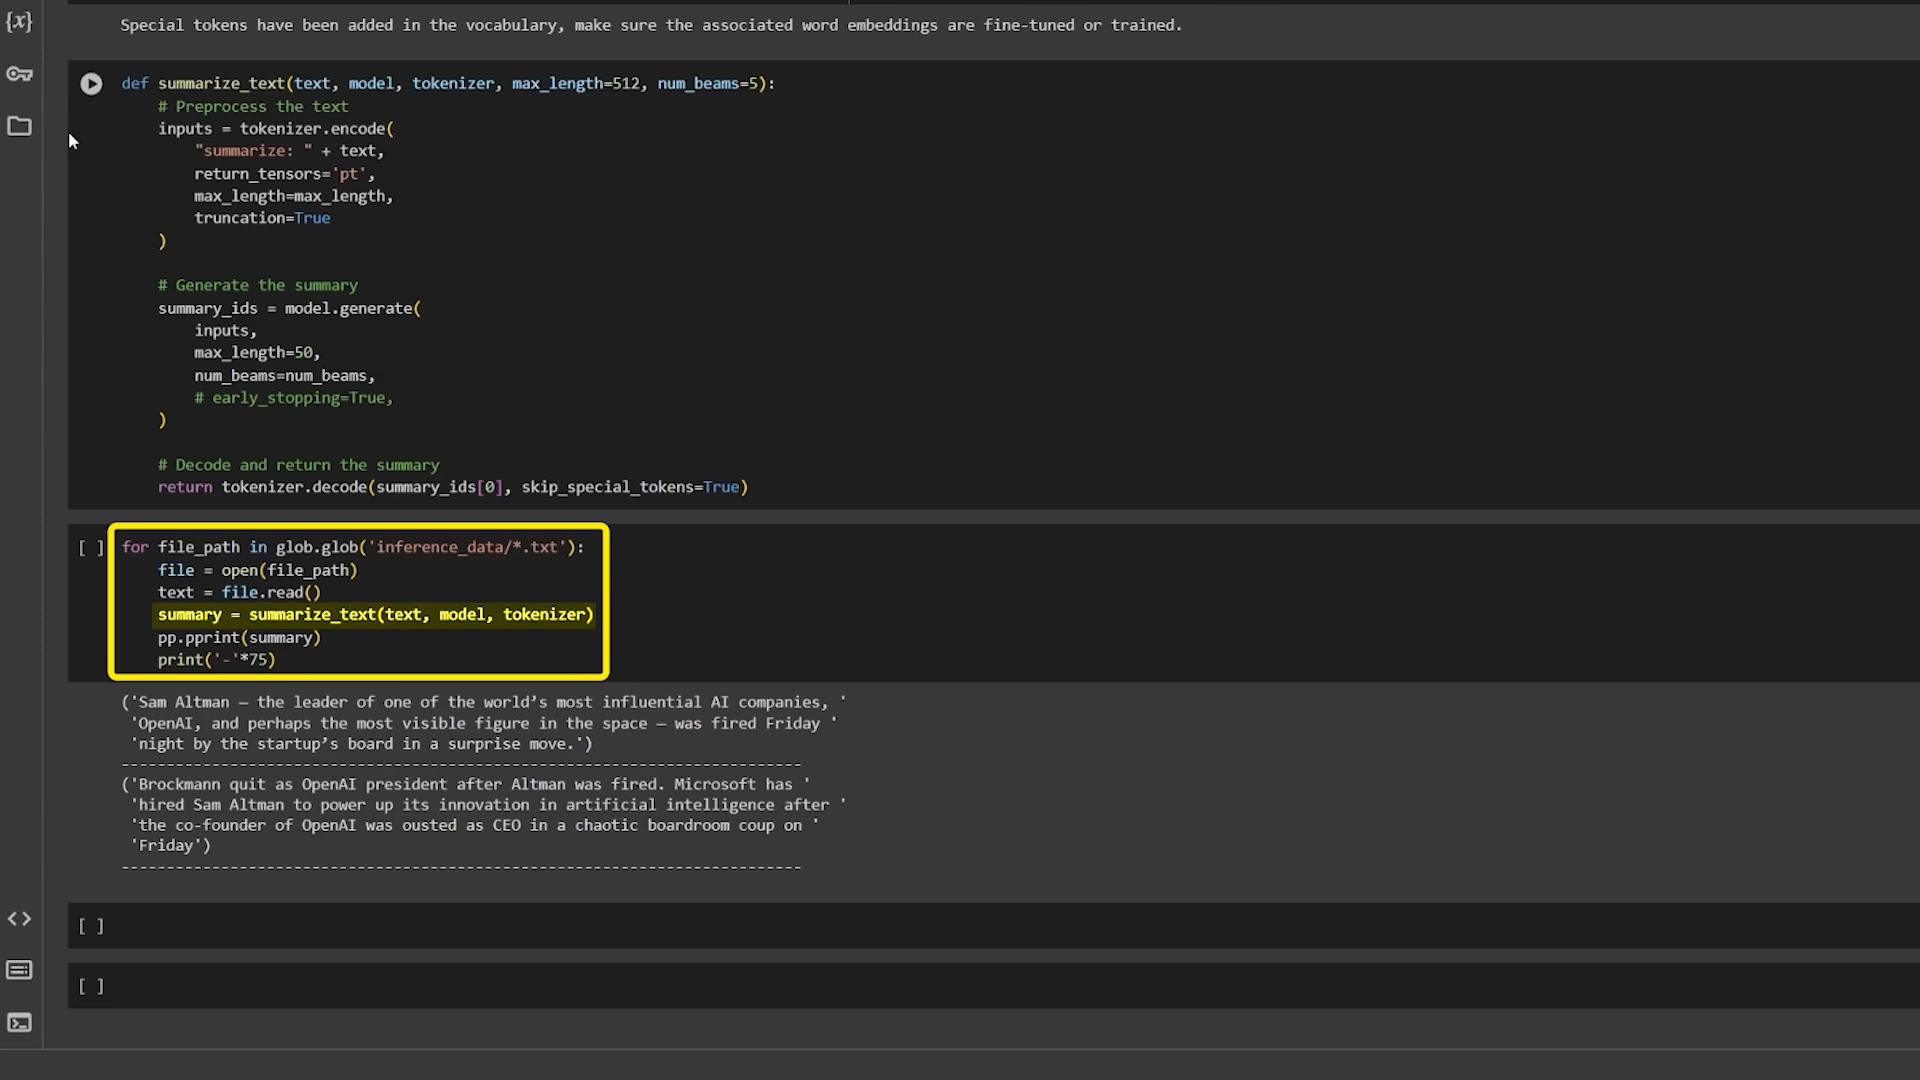 {x}
Special tokens have been added in the vocabulary, make sure the associated word embeddings are fine-tuned or trained.
def summarize_text(text, model, tokenizer, max_length=512, num_beams=5):
# Preprocess the text
inputs = tokenizer.encode(
"summarize: " + text,
return_tensors='pt',
max_length=max_length,
truncation=True
)
# Generate the summary
summary_ids = model.generate(
inputs,
max_length=50,
num_beams=num_beams,
# early_stopping=True,
)
# Decode and return the summary
return tokenizer.decode(summary_ids[0], skip_special_tokens=True)
[ ] for file_path in glob.glob('inference_data/*.txt'):
file = open(file_path)
text = file.read()
summary = summarize_text(text, model, tokenizer)
pp.pprint(summary)
print('-'*75)
('Sam Altman — the leader of one of the world’s most influential AI companies, '
'OpenAI, and perhaps the most visible figure in the space — was fired Friday '
'night by the startup’s board in a surprise move.')
---------------------------------------------------------------------------
('Brockmann quit as OpenAI president after Altman was fired. Microsoft has '
'hired Sam Altman to power up its innovation in artificial intelligence after '
'the co-founder of OpenAI was ousted as CEO in a chaotic boardroom coup on '
'Friday')
---------------------------------------------------------------------------
[ ]
[ ]